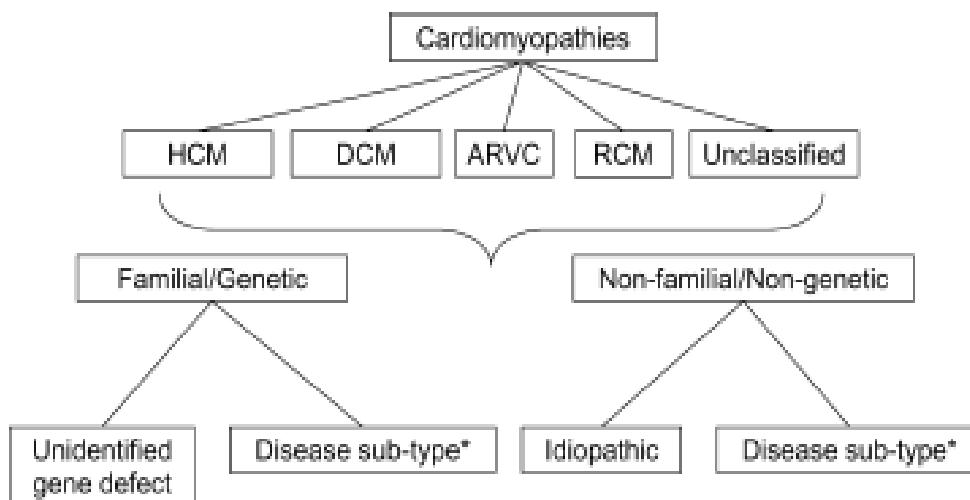 Cardiomyopathies
HCM
DCM
ARVC
RCM
Unclassified
Familial/Genetic
Non-familial/Non-genetic
Unidentified
gene defect
Disease sub-type*
Idiopathic
Disease sub-type*